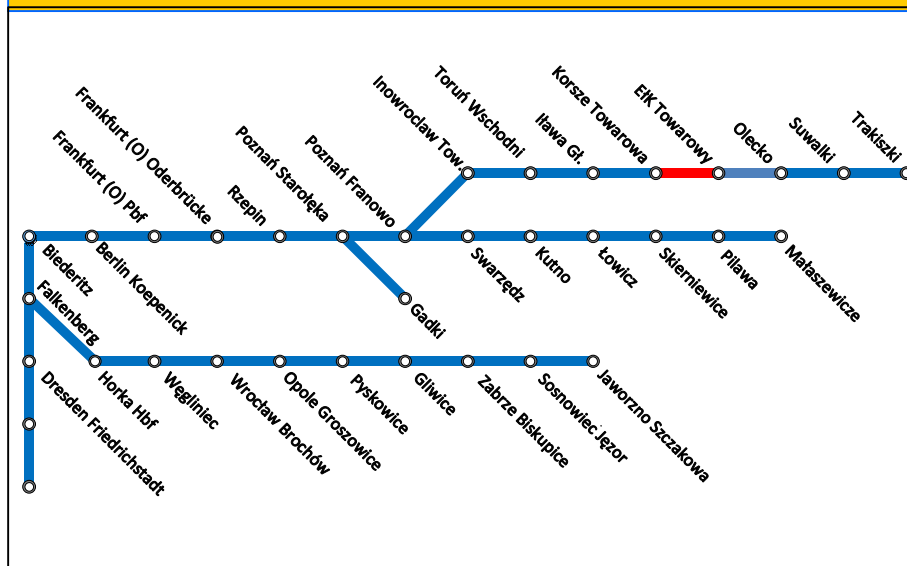 Frankfurt (O) Pbf
Frankfurt (O) Oderbrücke
Rzepin
Poznań Starołęka
Poznań Franowo
Inowrocław Tow.
Toruń Wschodni
Iława Gł.
Korsze Towarowa
EłK Towarowy
Olecko
Suwałki
Trakiszki
Biederitz
Berlin Koepenick
Swarzędz
Kutno
Łowicz
Skierniewice
Pilawa
Małaszewicze
Gadki
Falkenberg
Horka Hbf
Węgliniec
Wrocław Brochów
Opole Groszowice
Pyskowice
Gliwice
Zabrze Biskupice
Sosnowiec Jęzor
Jaworzno Szczakowa
Dresden Friedrichstadt